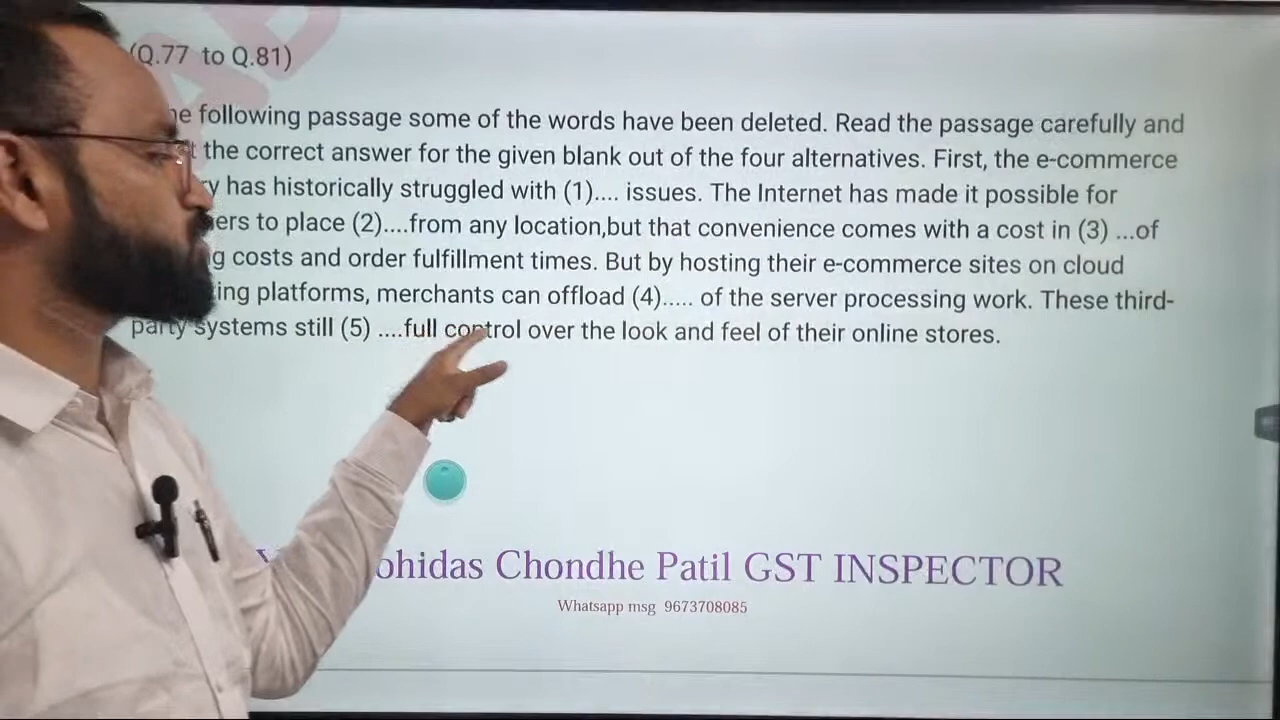 (Q.77 to Q.81)
following passage some of the words have been deleted. Read the passage carefully and
the correct answer for the given blank out of the four alternatives. First, the e-commerce
has historically struggled with (1).... issues. The Internet has made it possible for
to place (2)....from any location,but that convenience comes with a cost in (3) ...of
costs and order fulfillment times. But by hosting their e-commerce sites on cloud
platforms, merchants can offload (4)..... of the server processing work. These third-
party systems still (5) ....full control over the look and feel of their online stores.
Chondhe Patil GST INSPECTOR
Whatsapp msg 9673708085